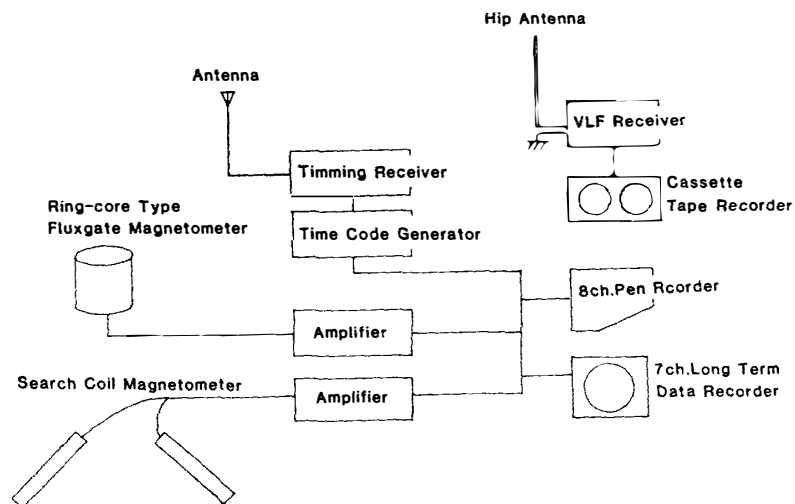 Hip Antenna
Antenna
VLF Receiver
Timming Receiver
Cassette
Tape Recorder
Ring-core Type
Fluxgate Magnetometer
Time Code Generator
8ch.Pen Rcorder
Amplifier
7ch.Long Term
Data Recorder
Search Coil Magnetometer
Amplifier